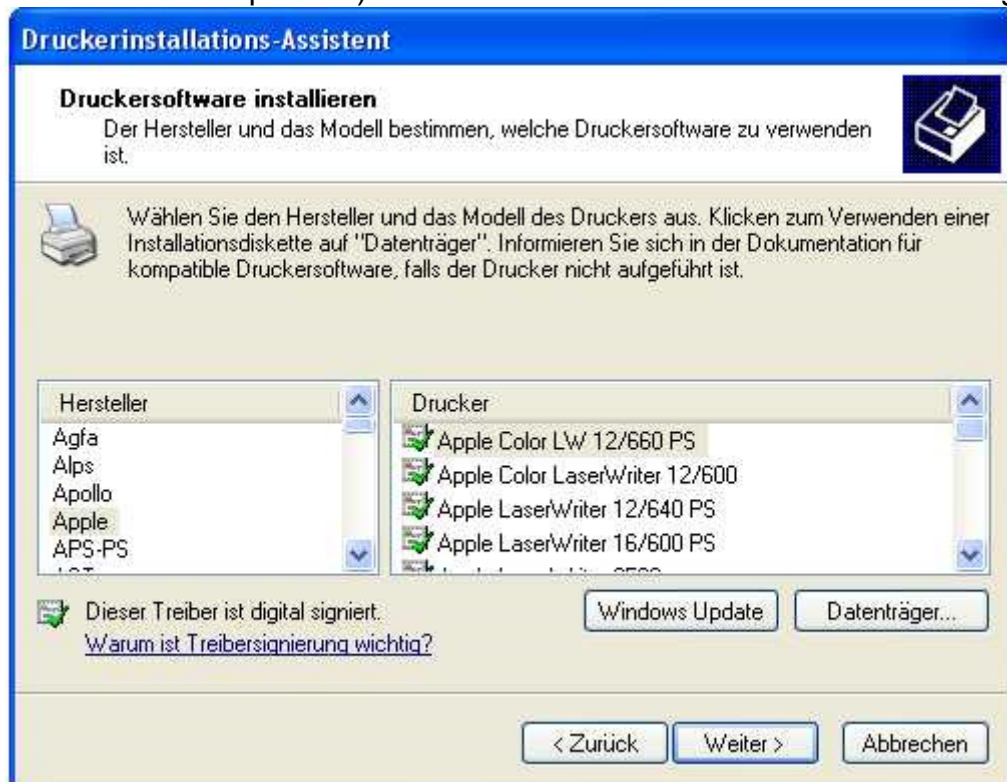 Druckerinstallations-Assistent
Druckersoftware installieren
Der Hersteller und das Modell bestimmen, welche Druckersoftware zu verwenden
ist.
Wählen Sie den Hersteller und das Modell des Druckers aus. Klicken zum Verwenden einer
Installationsdiskette auf "Datenträger". Informieren Sie sich in der Dokumentation für
kompatible Druckersoftware, falls der Drucker nicht aufgeführt ist.
Hersteller
Agfa
Alps
Apollo
Apple
APS-PS
Drucker
Apple Color LW 12/660 PS
Apple Color LaserWriter 12/600
Apple LaserWriter 12/640 PS
Apple LaserWriter 16/600 PS
Dieser Treiber ist digital signiert.
Warum ist Treibersignierung wichtig?
Windows Update
Datenträger...
< Zurück
Weiter >
Abbrechen